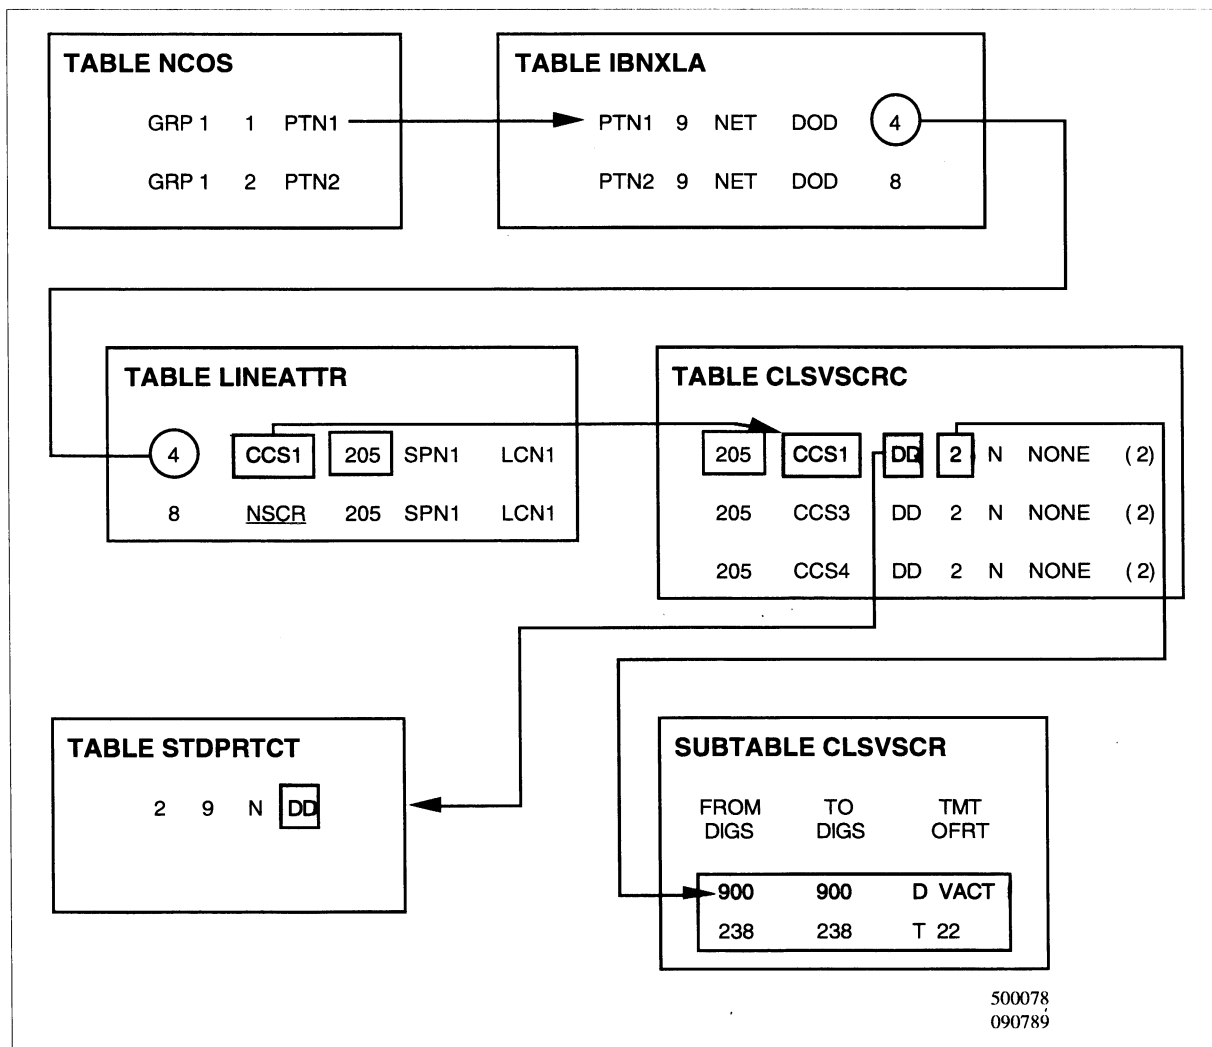 TABLE NCOS
GRP 1 1 PTN1
GRP 1 2 PTN2
TABLE IBNXLA
PTN1 9 NET DOD 4
PTN2 9 NET DOD 8
TABLE LINEATTR
4 CCS1 205 SPN1 LCN1
8 NSCR 205 SPN1 LCN1
TABLE CLSVSCRC
205 CCS1 DD 2 N NONE (2)
205 CCS3 DD 2 N NONE (2)
205 CCS4 DD 2 N NONE (2)
TABLE STDPRTCT
2 9 N DD
SUBTABLE CLSVSCR
FROM TO TMT
DIGS DIGS OFRT
900 900 D VACT
238 238 T 22
500078
090789